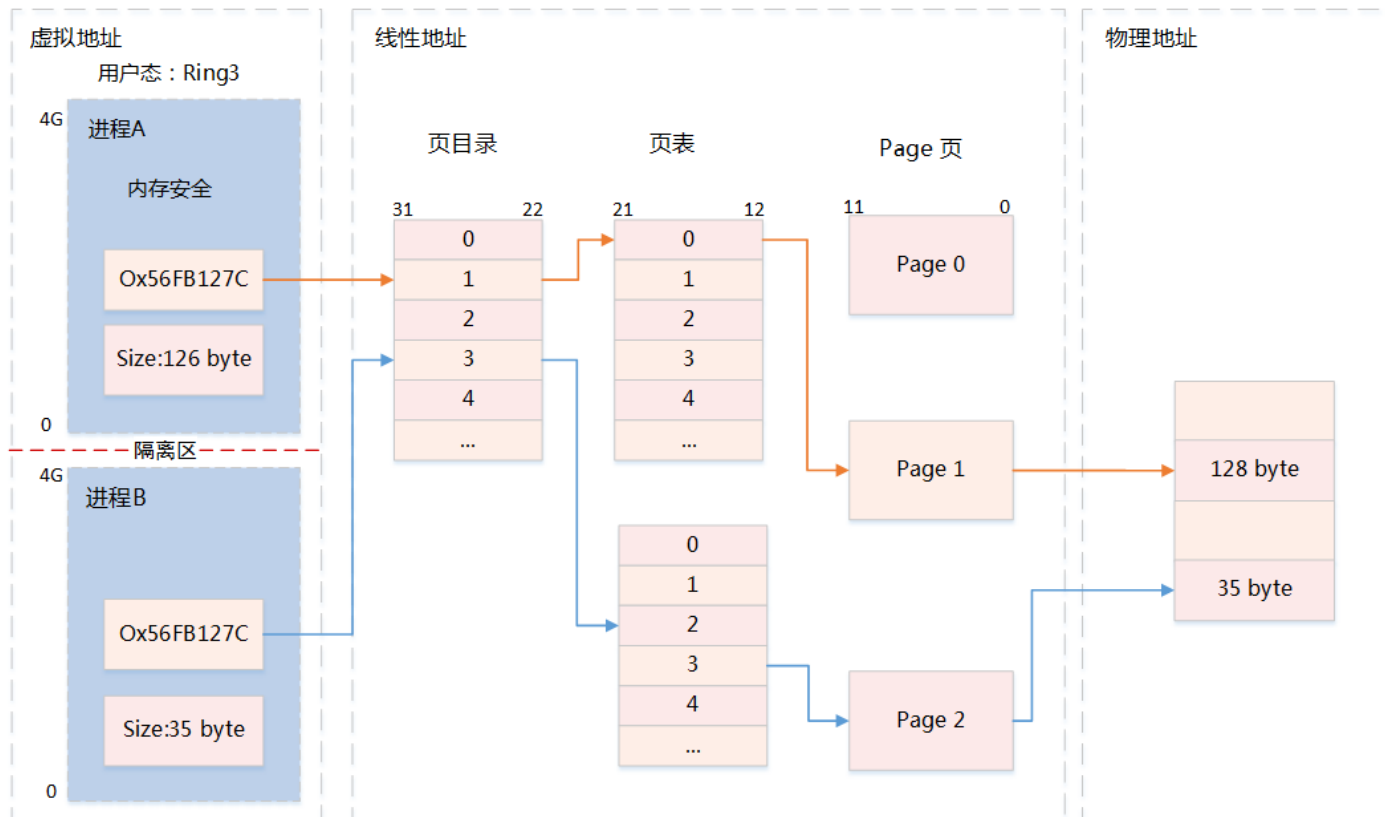 虚拟地址
用户态：Ring3
4G
进程A
内存安全
Ox56FB127C
Size:126 byte
0
隔离区
4G
进程B
Ox56FB127C
Size:35 byte
0
线性地址
页目录
31 22
0
1
2
3
4
...
页表
21 12
0
1
2
3
4
...
0
1
2
3
4
...
Page 页
11 0
Page 0
Page 1
Page 2
物理地址
128 byte
35 byte